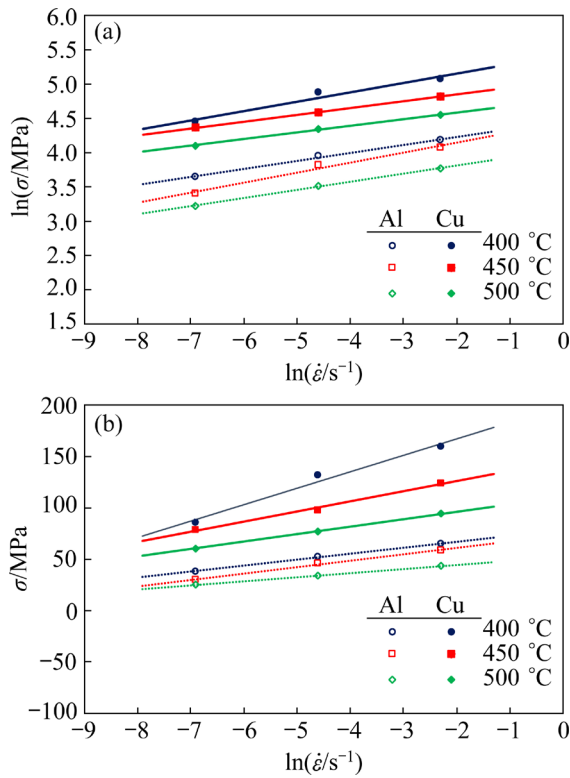 (a)
6.0
5.5
5.0
4.5
4.0
3.5
3.0
2.5
2.0
1.5
ln(σ/MPa)
Al Cu
400 °C
450 °C
500 °C
−9 −8 −7 −6 −5 −4 −3 −2 −1 0
ln(ε̇/s⁻¹)
(b)
200
150
100
50
0
−50
−100
σ/MPa
Al Cu
400 °C
450 °C
500 °C
−9 −8 −7 −6 −5 −4 −3 −2 −1 0
ln(ε̇/s⁻¹)